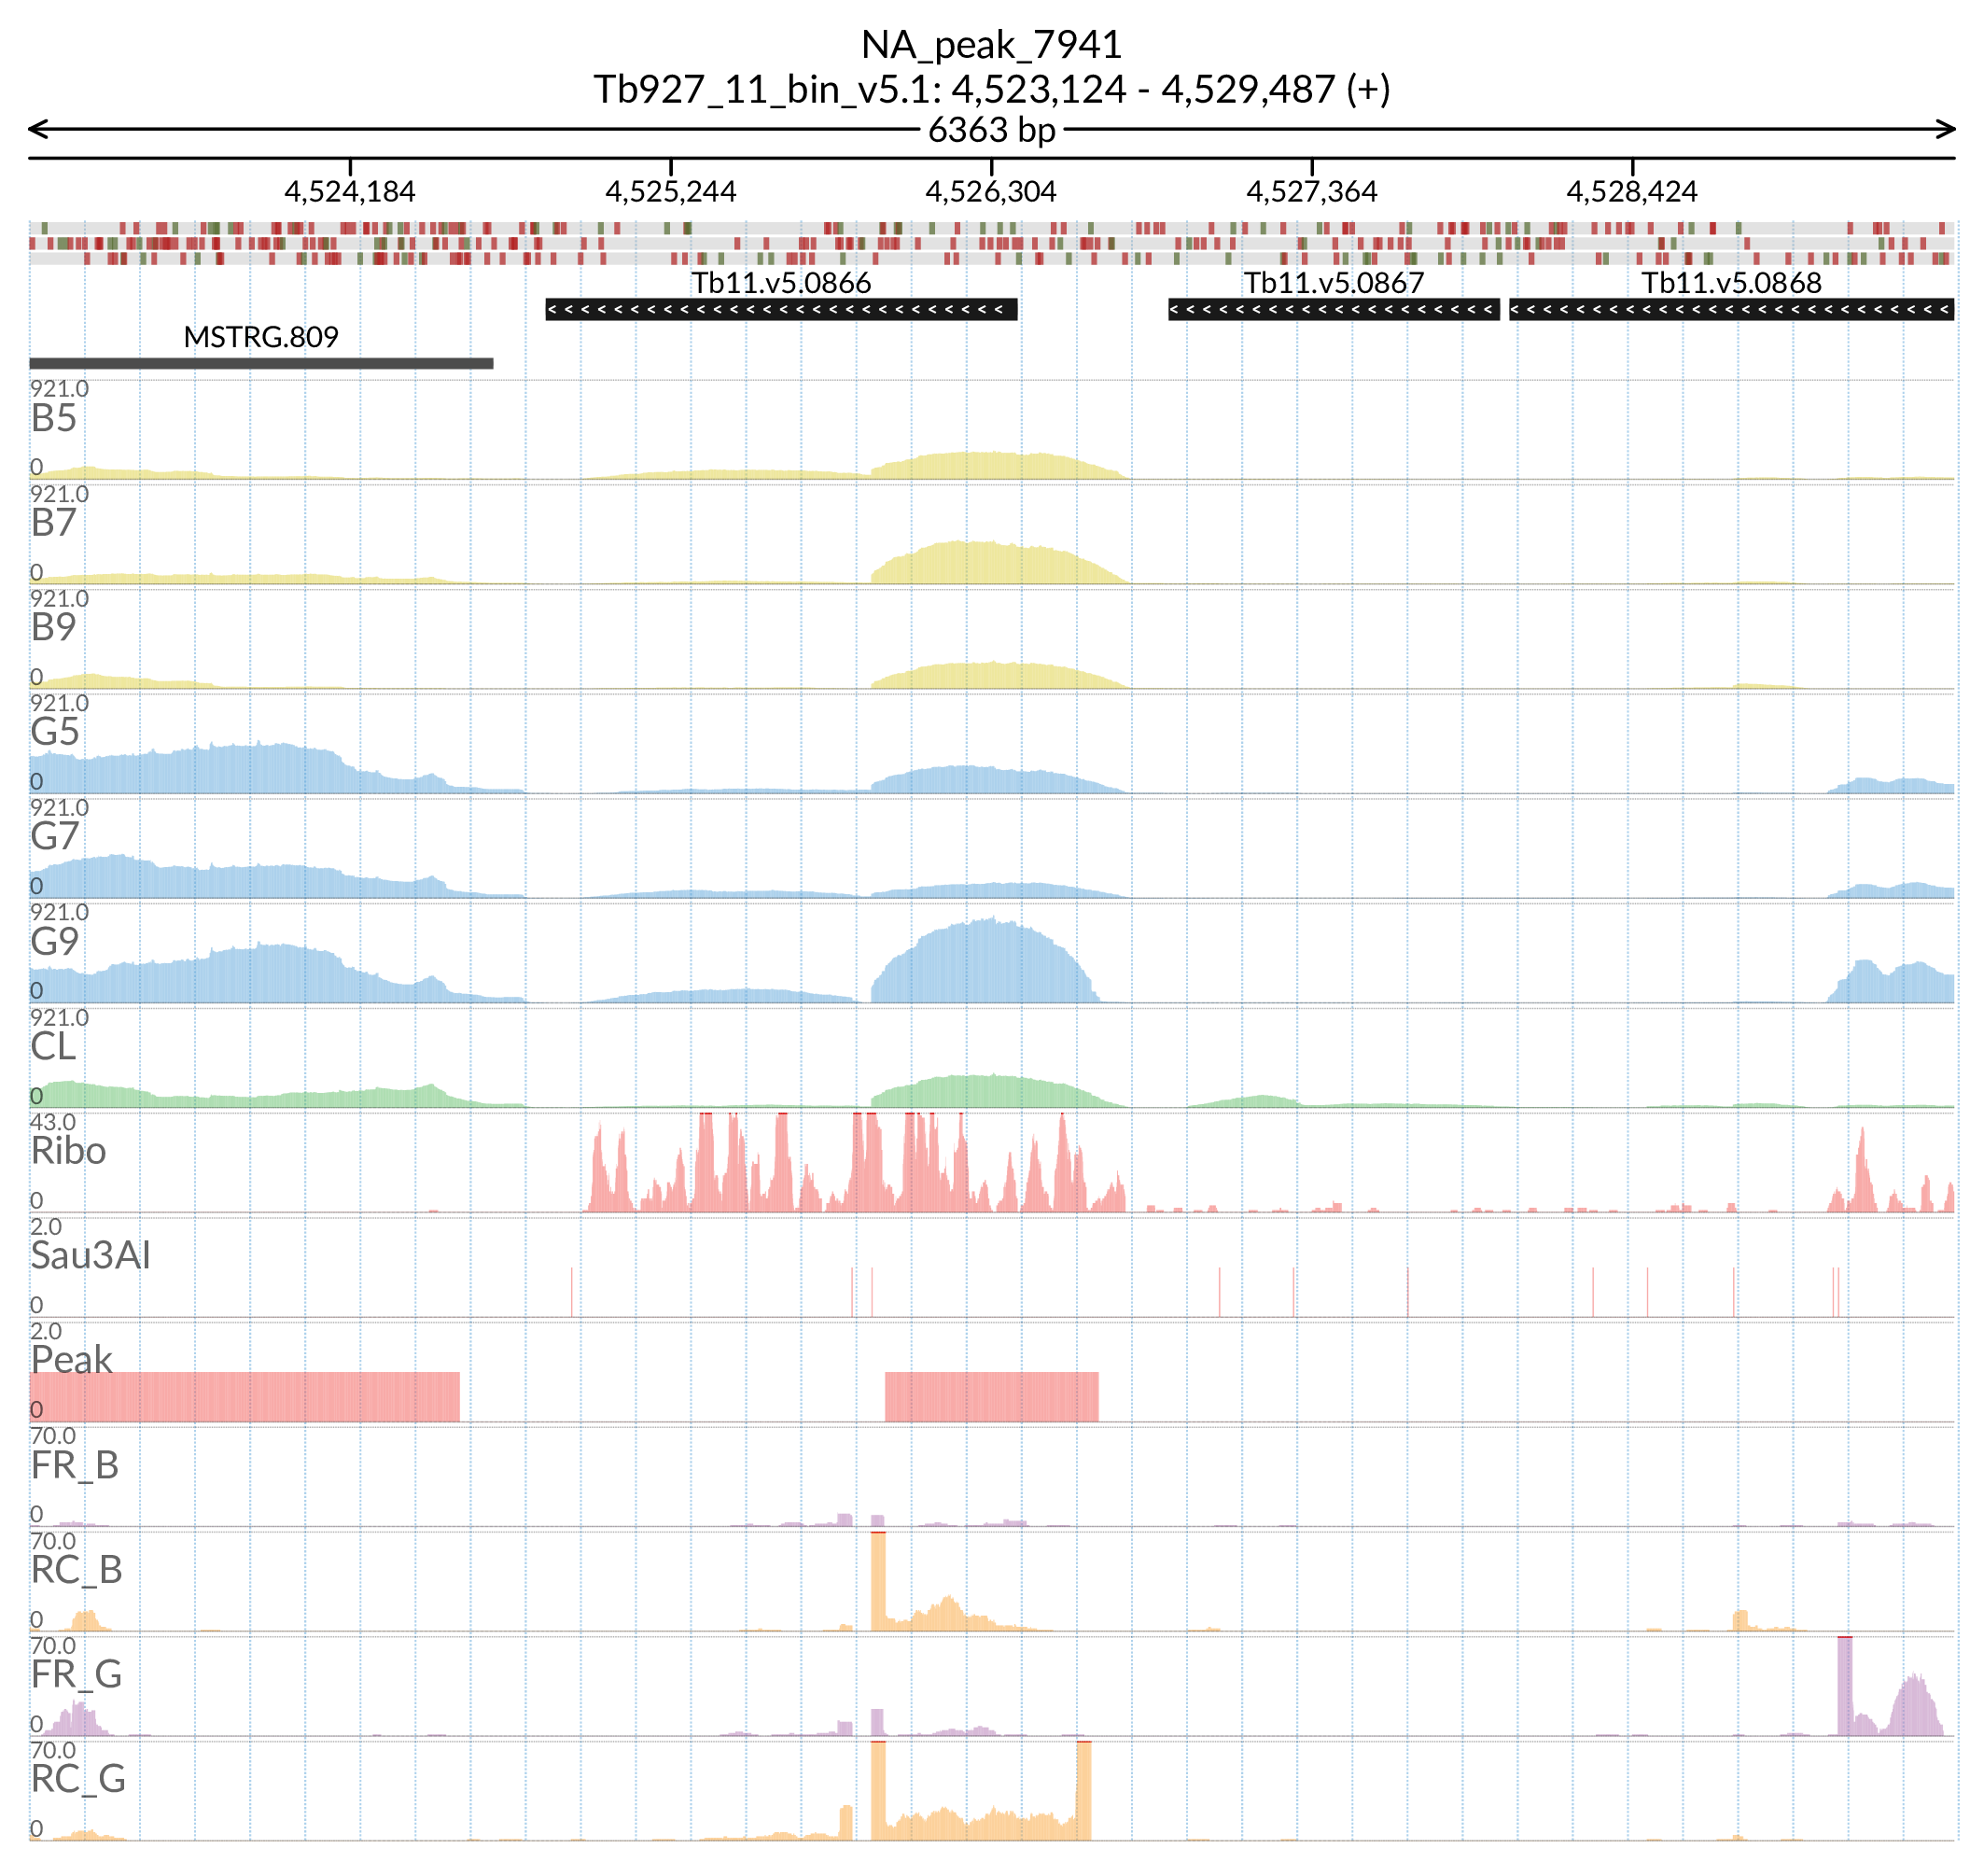 NA_peak_7941
Tb927_11_bin_v5.1: 4,523,124 - 4,529,487 (+)
6363 bp
4,524,184 4,525,244 4,526,304 4,527,364 4,528,424
Tb11.v5.0866 Tb11.v5.0867 Tb11.v5.0868
MSTRG.809
921.0
B5
0
921.0
B7
0
921.0
B9
0
921.0
G5
0
921.0
G7
0
921.0
G9
0
921.0
CL
0
43.0
Ribo
0
2.0
Sau3AI
0
2.0
Peak
0
70.0
FR_B
0
70.0
RC_B
0
70.0
FR_G
0
70.0
RC_G
0